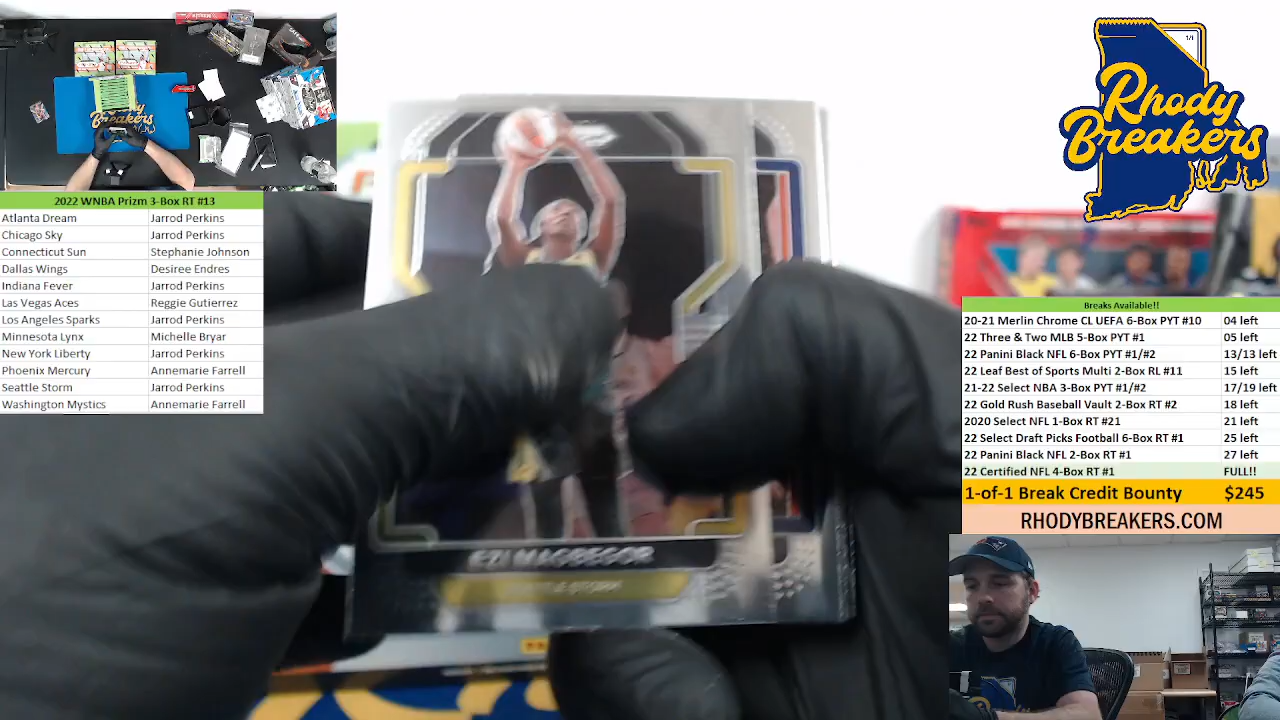 2022 WNBA Prizm 3-Box RT #13
Atlanta Dream Jarrod Perkins
Chicago Sky Jarrod Perkins
Connecticut Sun Stephanie Johnson
Dallas Wings Desiree Endres
Indiana Fever Jarrod Perkins
Las Vegas Aces Reggie Gutierrez
Los Angeles Sparks Jarrod Perkins
Minnesota Lynx Michelle Bryar
New York Liberty Jarrod Perkins
Phoenix Mercury Annemarie Farrell
Seattle Storm Jarrod Perkins
Washington Mystics Annemarie Farrell
1/1
Rhody
Breakers
Breaks Available!!
20-21 Merlin Chrome CL UEFA 6-Box PYT #10 04 left
22 Three & Two MLB 5-Box PYT #1 05 left
22 Panini Black NFL 6-Box PYT #1/#2 13/13 left
22 Leaf Best of Sports Multi 2-Box RL #11 15 left
21-22 Select NBA 3-Box PYT #1/#2 17/19 left
22 Gold Rush Baseball Vault 2-Box RT #2 18 left
2020 Select NFL 1-Box RT #21 21 left
22 Select Draft Picks Football 6-Box RT #1 25 left
22 Panini Black NFL 2-Box RT #1 27 left
22 Certified NFL 4-Box RT #1 FULL!!
1-of-1 Break Credit Bounty $245
RHODYBREAKERS.COM
EZI MAGBEGOR
STORM
Breakers